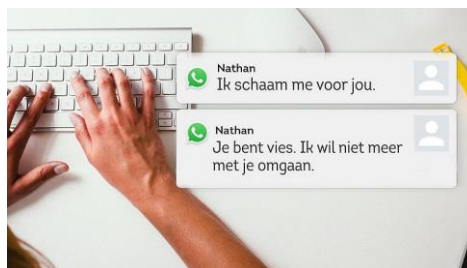 Nathan
Ik schaam me voor jou.
Nathan
Je bent vies. Ik wil niet meer
met je omgaan.